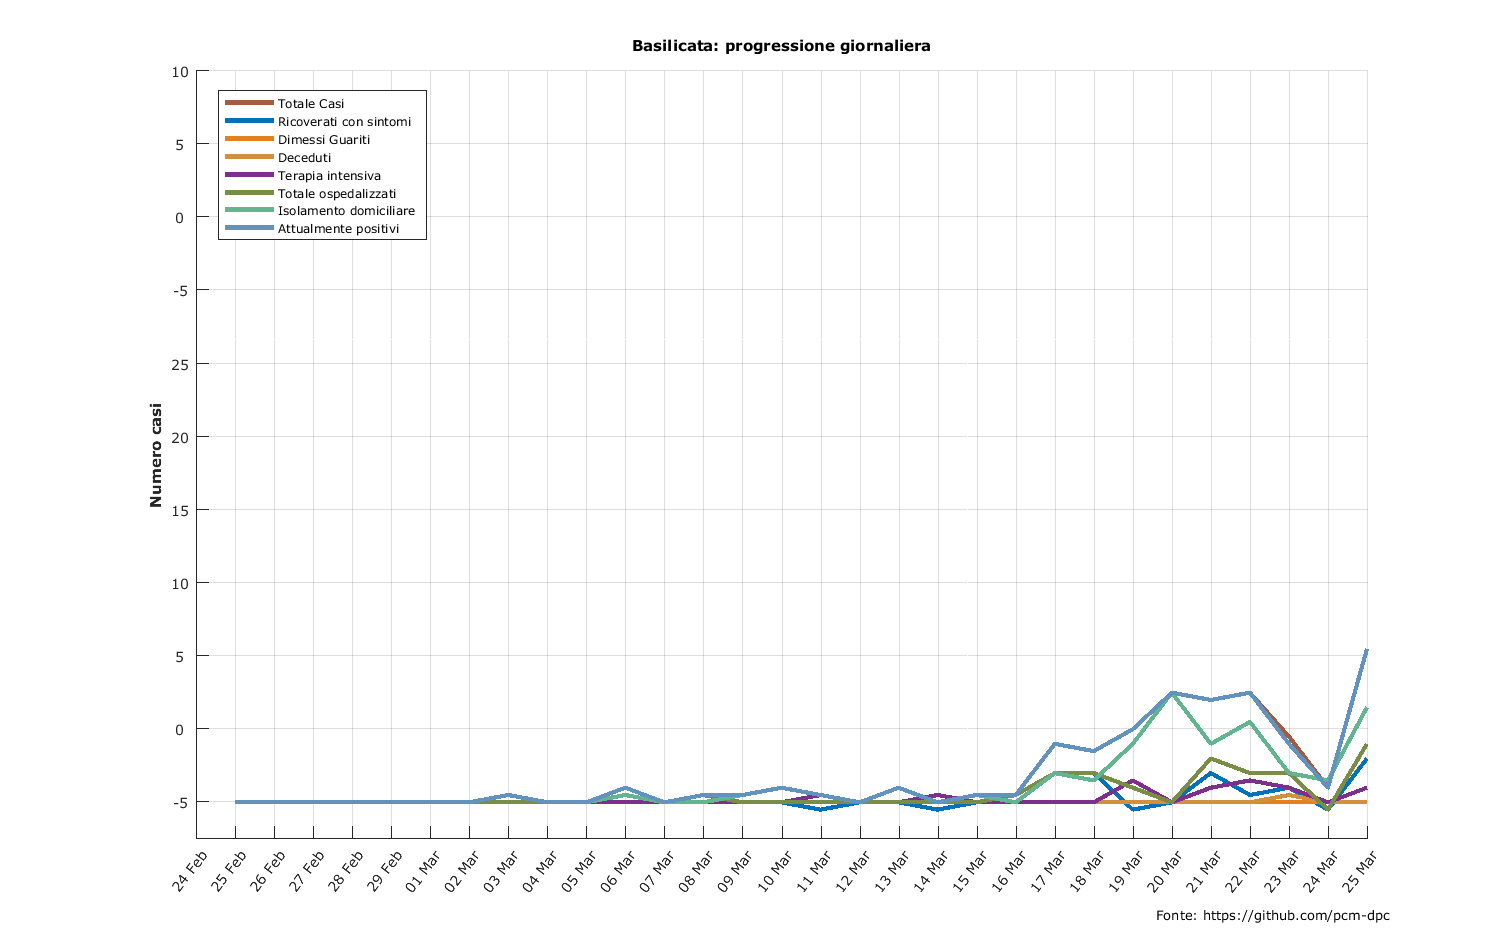 Basilicata: progressione giornaliera
10
5
0
-5
25
20
15
10
5
0
-5
Numero casi
Totale Casi
Ricoverati con sintomi
Dimessi Guariti
Deceduti
Terapia intensiva
Totale ospedalizzati
Isolamento domiciliare
Attualmente positivi
24 Feb
25 Feb
26 Feb
27 Feb
28 Feb
29 Feb
01 Mar
02 Mar
03 Mar
04 Mar
05 Mar
06 Mar
07 Mar
08 Mar
09 Mar
10 Mar
11 Mar
12 Mar
13 Mar
14 Mar
15 Mar
16 Mar
17 Mar
18 Mar
19 Mar
20 Mar
21 Mar
22 Mar
23 Mar
24 Mar
25 Mar
Fonte: https://github.com/pcm-dpc